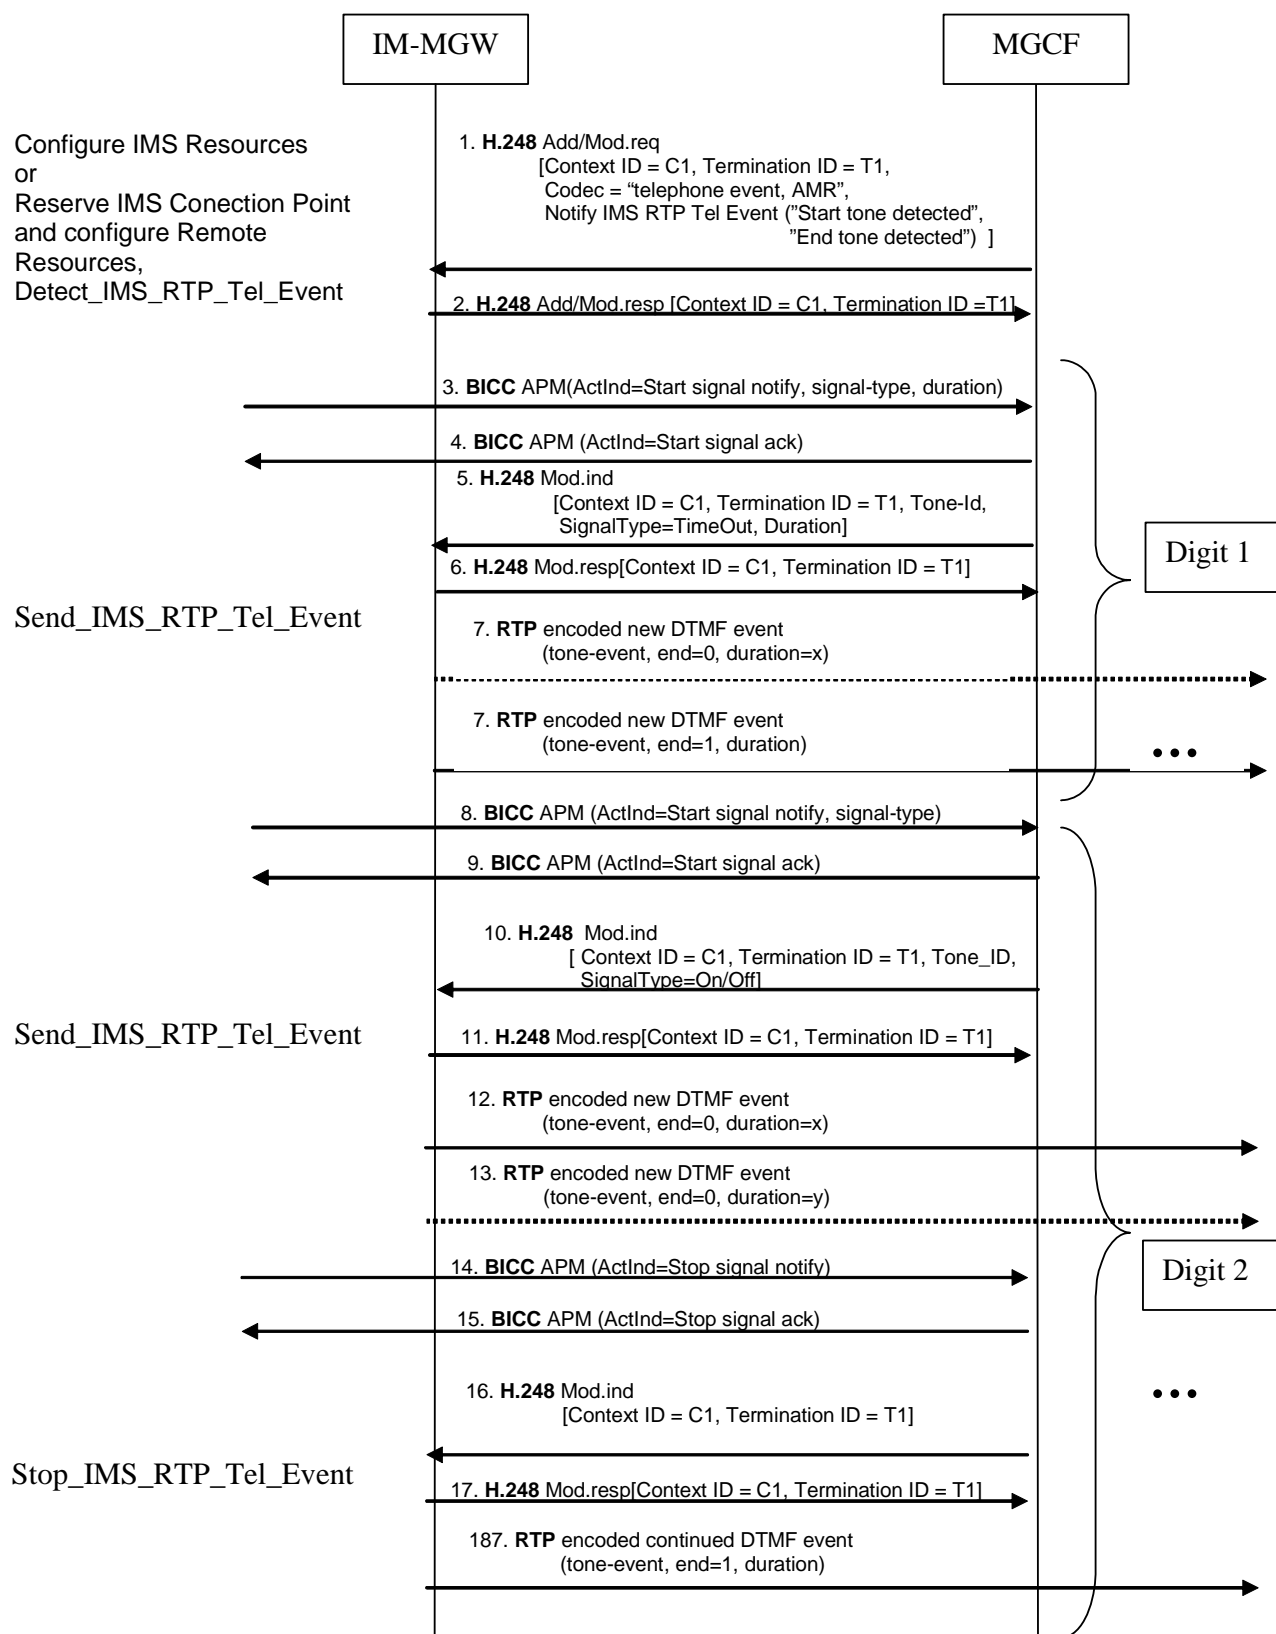 IM-MGW
MGCF
Configure IMS Resources
or
Reserve IMS Conection Point
and configure Remote
Resources,
Detect_IMS_RTP_Tel_Event
1. H.248 Add/Mod.req
[Context ID = C1, Termination ID = T1,
Codec = “telephone event, AMR”,
Notify IMS RTP Tel Event (”Start tone detected”,
”End tone detected”) ]
2. H.248 Add/Mod.resp [Context ID = C1, Termination ID =T1]
3. BICC APM(ActInd=Start signal notify, signal-type, duration)
4. BICC APM (ActInd=Start signal ack)
5. H.248 Mod.ind
[Context ID = C1, Termination ID = T1, Tone-Id,
SignalType=TimeOut, Duration]
Digit 1
6. H.248 Mod.resp[Context ID = C1, Termination ID = T1]
Send_IMS_RTP_Tel_Event
7. RTP encoded new DTMF event
(tone-event, end=0, duration=x)
7. RTP encoded new DTMF event
(tone-event, end=1, duration)
•••
8. BICC APM (ActInd=Start signal notify, signal-type)
9. BICC APM (ActInd=Start signal ack)
10. H.248 Mod.ind
[ Context ID = C1, Termination ID = T1, Tone_ID,
SignalType=On/Off]
Send_IMS_RTP_Tel_Event
11. H.248 Mod.resp[Context ID = C1, Termination ID = T1]
12. RTP encoded new DTMF event
(tone-event, end=0, duration=x)
13. RTP encoded new DTMF event
(tone-event, end=0, duration=y)
14. BICC APM (ActInd=Stop signal notify)
Digit 2
15. BICC APM (ActInd=Stop signal ack)
16. H.248 Mod.ind
[Context ID = C1, Termination ID = T1]
•••
Stop_IMS_RTP_Tel_Event
17. H.248 Mod.resp[Context ID = C1, Termination ID = T1]
187. RTP encoded continued DTMF event
(tone-event, end=1, duration)